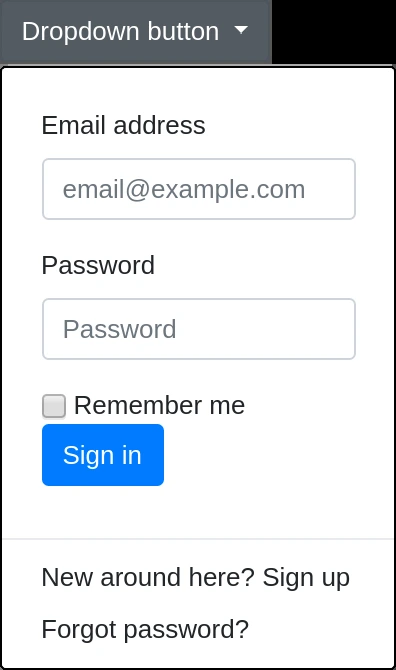 Dropdown button
Email address
email@example.com
Password
Password
Remember me
Sign in
New around here? Sign up
Forgot password?